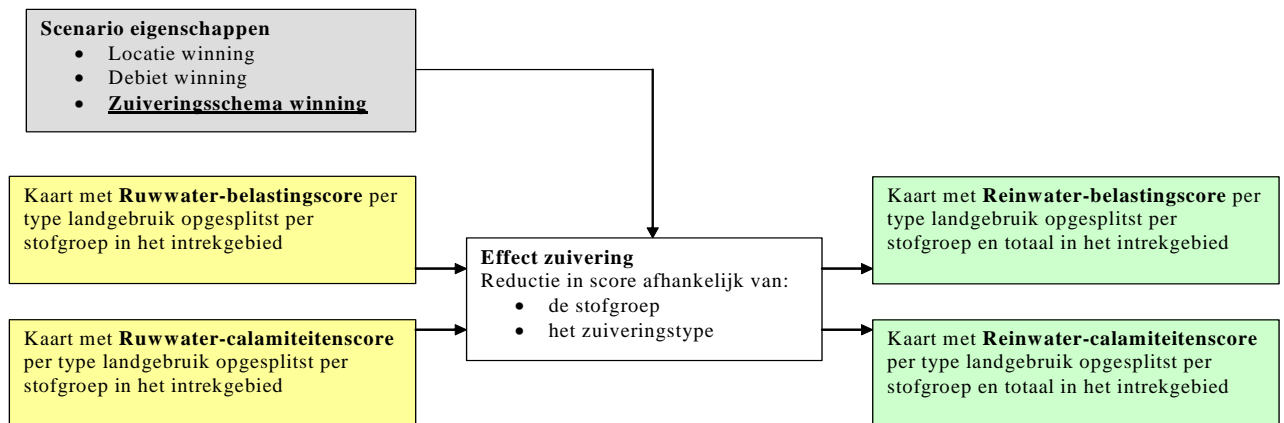 Scenario eigenschappen
• Locatie winning
• Debiet winning
• Zuiveringsschema winning
Kaart met Ruwwater-belastingscore per
type landgebruik opgesplitst per
stofgroep in het intrekgebied
Kaart met Ruwwater-calamiteitenscore
per type landgebruik opgesplitst per
stofgroep in het intrekgebied
Effect zuivering
Reductie in score afhankelijk van:
• de stofgroep
• het zuiveringstype
Kaart met Reinwater-belastingscore per
type landgebruik opgesplitst per
stofgroep en totaal in het intrekgebied
Kaart met Reinwater-calamiteitenscore
per type landgebruik opgesplitst per
stofgroep en totaal in het intrekgebied